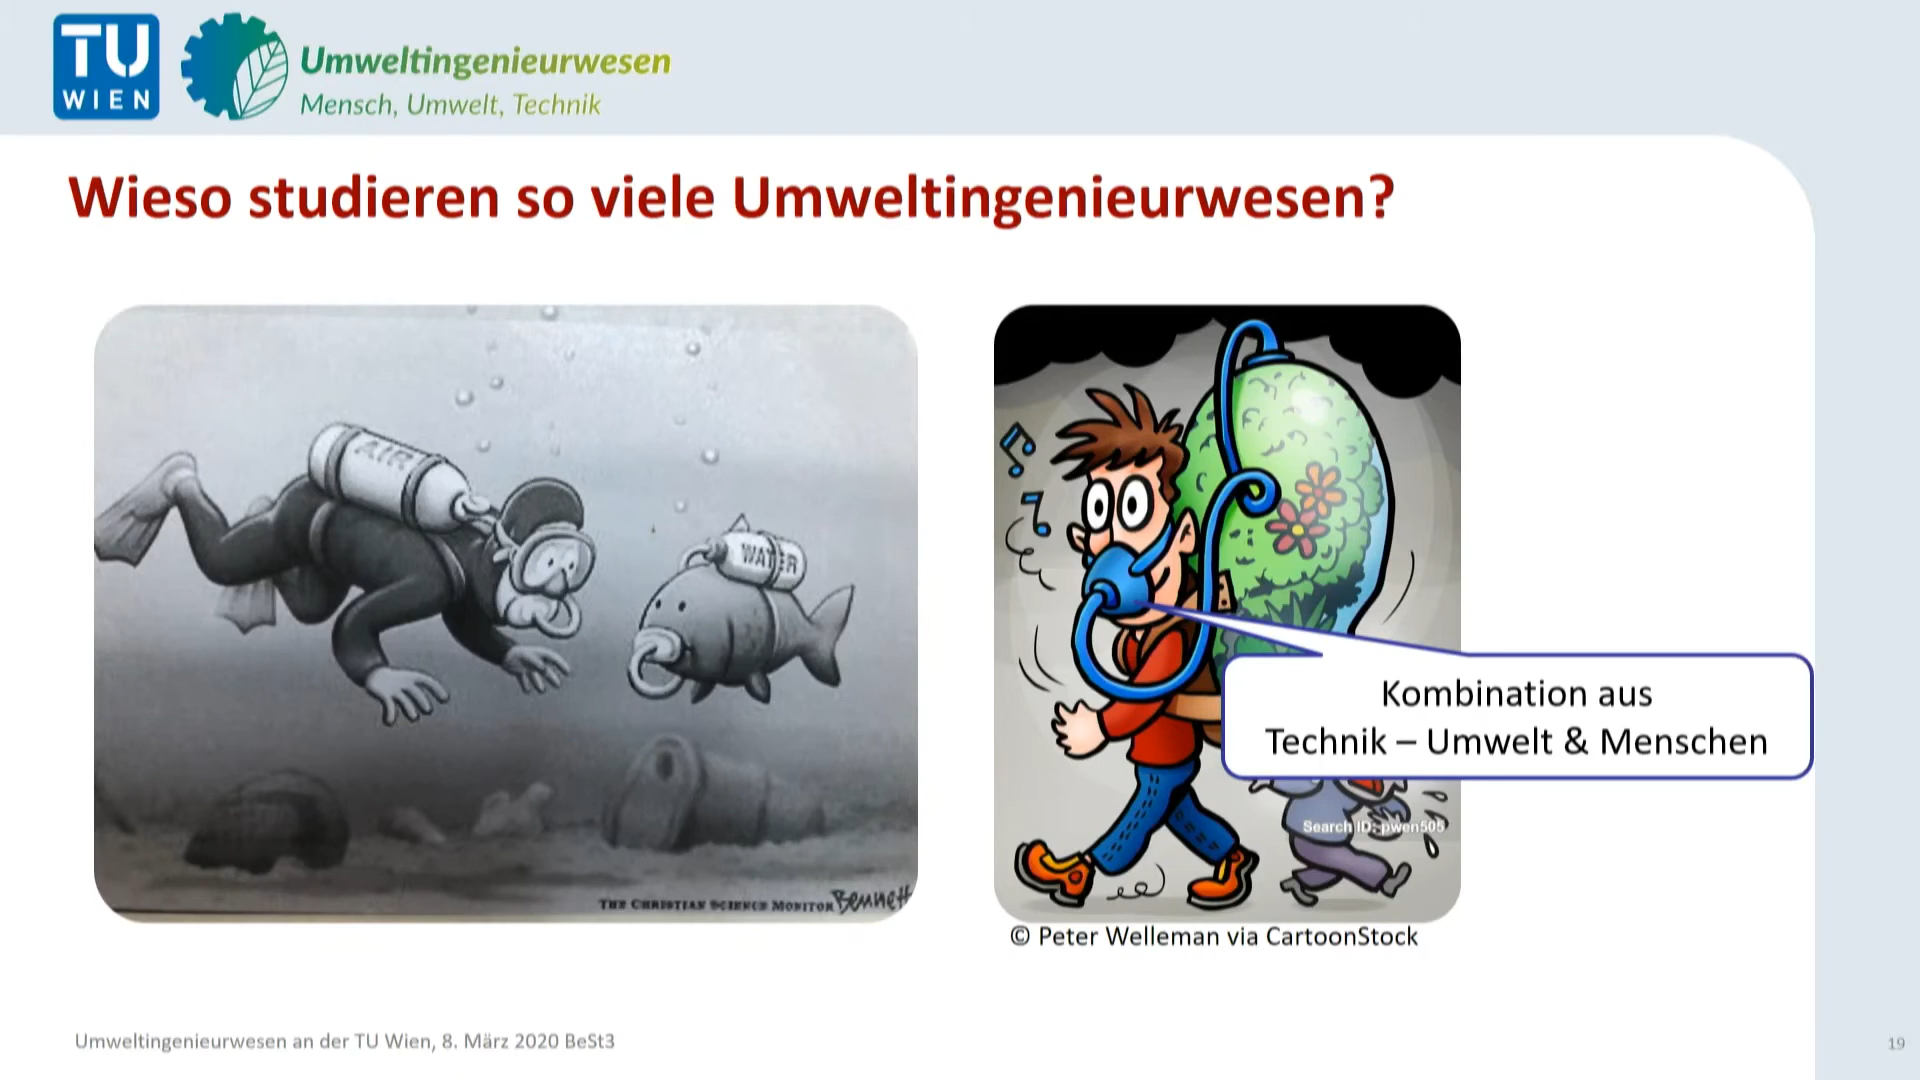 TU
WIEN
Umweltingenieurwesen
Mensch, Umwelt, Technik
Wieso studieren so viele Umweltingenieurwesen?
AIR
WATER
THE CHRISTIAN SCIENCE MONITOR Bennett
Kombination aus
Technik – Umwelt & Menschen
Search ID: pwen505
© Peter Welleman via CartoonStock
Umweltingenieurwesen an der TU Wien, 8. März 2020 BeSt3
19